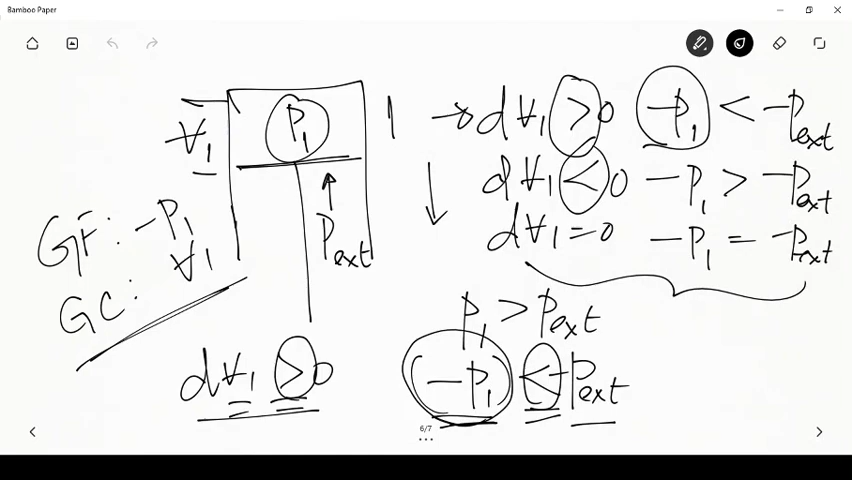 Bamboo Paper
V1
P1
1
→ dV1 > 0 -P1 < -Pext
dV1 < 0 -P1 > -Pext
dV1 = 0 -P1 = -Pext
Pext
GF: -P1
V1
GC:
P1 > Pext
dV1 > 0
(-P1) < -Pext
6/7